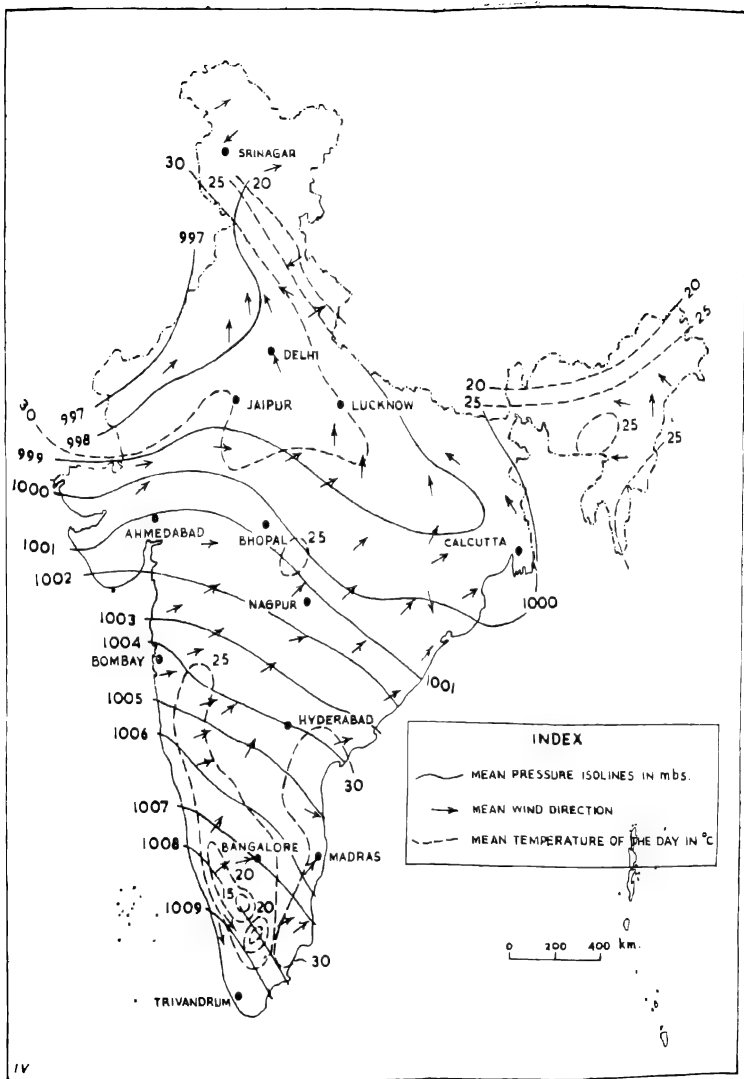 SRINAGAR
30
25
20
997
20
25
DELHI
JAIPUR
LUCKNOW
20
25
30
997
998
25
25
999
1000
AHMEDABAD
BHOPAL
25
CALCUTTA
1001
1002
NAGPUR
1000
1003
1004
BOMBAY
25
1001
1005
HYDERABAD
1006
30
INDEX
MEAN PRESSURE ISOLINES IN mbs.
MEAN WIND DIRECTION
MEAN TEMPERATURE OF THE DAY IN °C
1007
1008
BANGALORE
MADRAS
20
15
20
1009
30
0 200 400 km.
TRIVANDRUM
IV